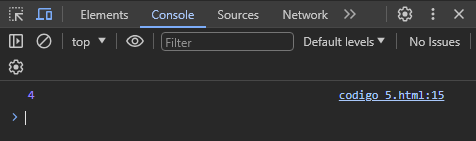 Elements Console Sources Network
top Filter Default levels No Issues
4 codigo 5.html:15